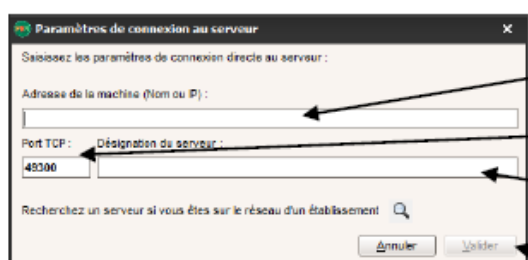 Paramètres de connexion au serveur
Saisissez les paramètres de connexion directe au serveur :
Adresse de la machine (Nom ou IP) :
Port TCP : Désignation du serveur :
49300
Recherchez un serveur si vous êtes sur le réseau d'un établissement
Annuler Valider